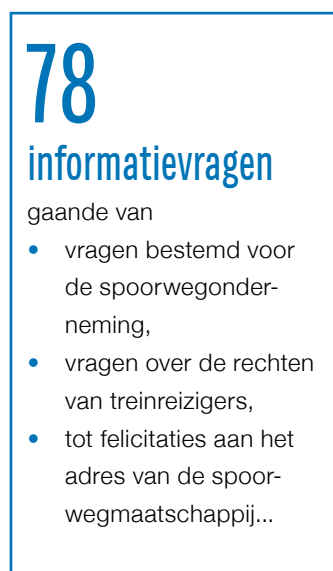 78
informatievragen
gaande van
• vragen bestemd voor
de spoorwegonder-
neming,
• vragen over de rechten
van treinreizigers,
• tot felicitaties aan het
adres van de spoor-
wegmaatschappij...